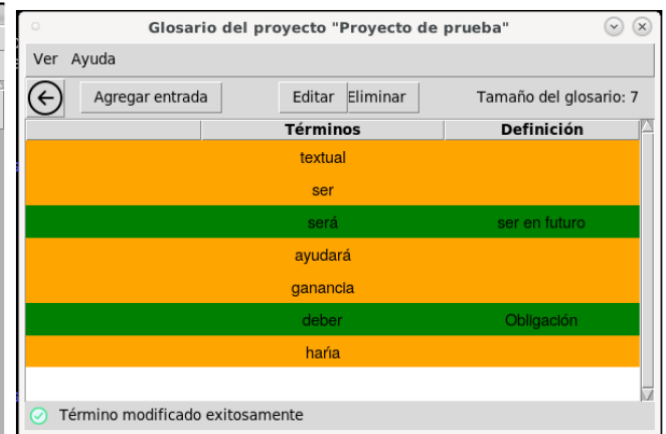 Glosario del proyecto "Proyecto de prueba"
Ver Ayuda
Agregar entrada Editar Eliminar Tamaño del glosario: 7
Términos Definición
textual
ser
será ser en futuro
ayudará
ganancia
deber Obligación
haría
Término modificado exitosamente